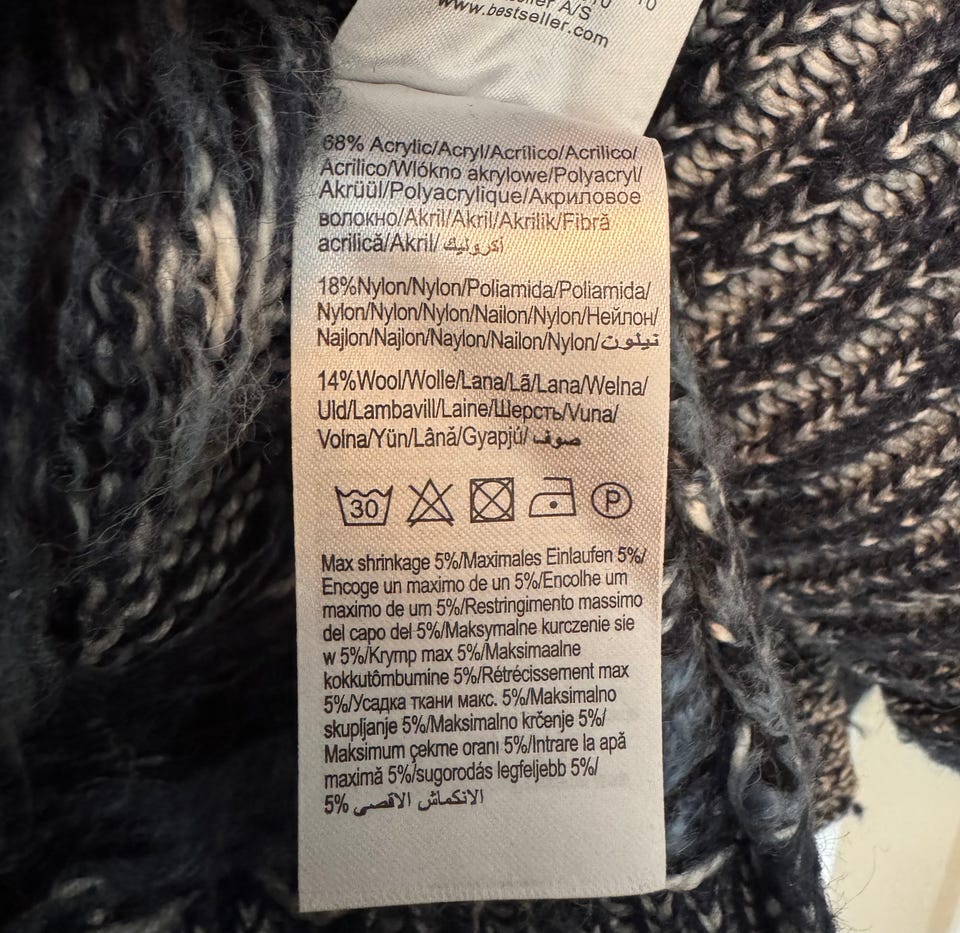 A/S 10
www.bestseller.com
68% Acrylic/Acryl/Acrílico/Acrilico/
Acrilico/Wlókno akrylowe/Polyacryl/
Akrüül/Polyacrylique/Акриловое
волокно/Akril/Akril/Akrilik/Fibră
acrilică/Akril/ اكروليك
18%Nylon/Nylon/Poliamida/Poliamida/
Nylon/Nylon/Nylon/Nailon/Nylon/Нейлон/
Najlon/Najlon/Naylon/Nailon/Nylon/تيلوت
14%Wool/Wolle/Lana/Lã/Lana/Welna/
Uld/Lambavill/Laine/Шерсть/Vuna/
Volna/Yün/Lână/Gyapjú/ صوف
30 P
Max shrinkage 5%/Maximales Einlaufen 5%/
Encoge un maximo de un 5%/Encolhe um
maximo de um 5%/Restringimento massimo
del capo del 5%/Maksymalne kurczenie sie
w 5%/Krymp max 5%/Maksimaalne
kokkutõmbumine 5%/Rétrécissement max
5%/Усадка ткани макс. 5%/Maksimalno
skupljanje 5%/Maksimalno krčenje 5%/
Maksimum çekme oranı 5%/Intrare la apă
maximă 5%/sugorodás legfeljebb 5%/
5% الانكماش الاقصى